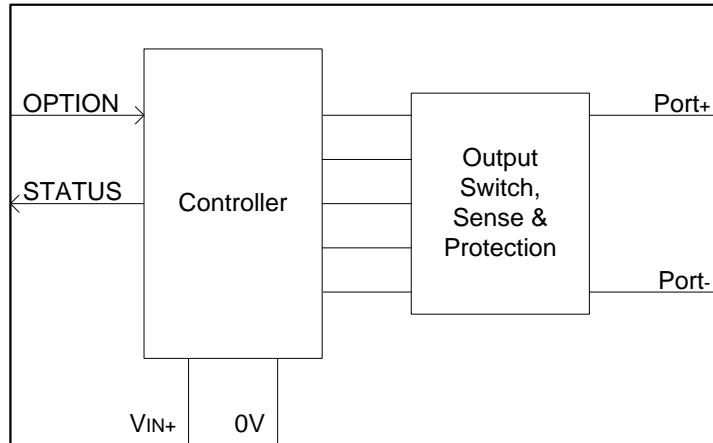 OPTION
STATUS
Controller
Output
Switch,
Sense &
Protection
Port+
Port-
VIN+
0V